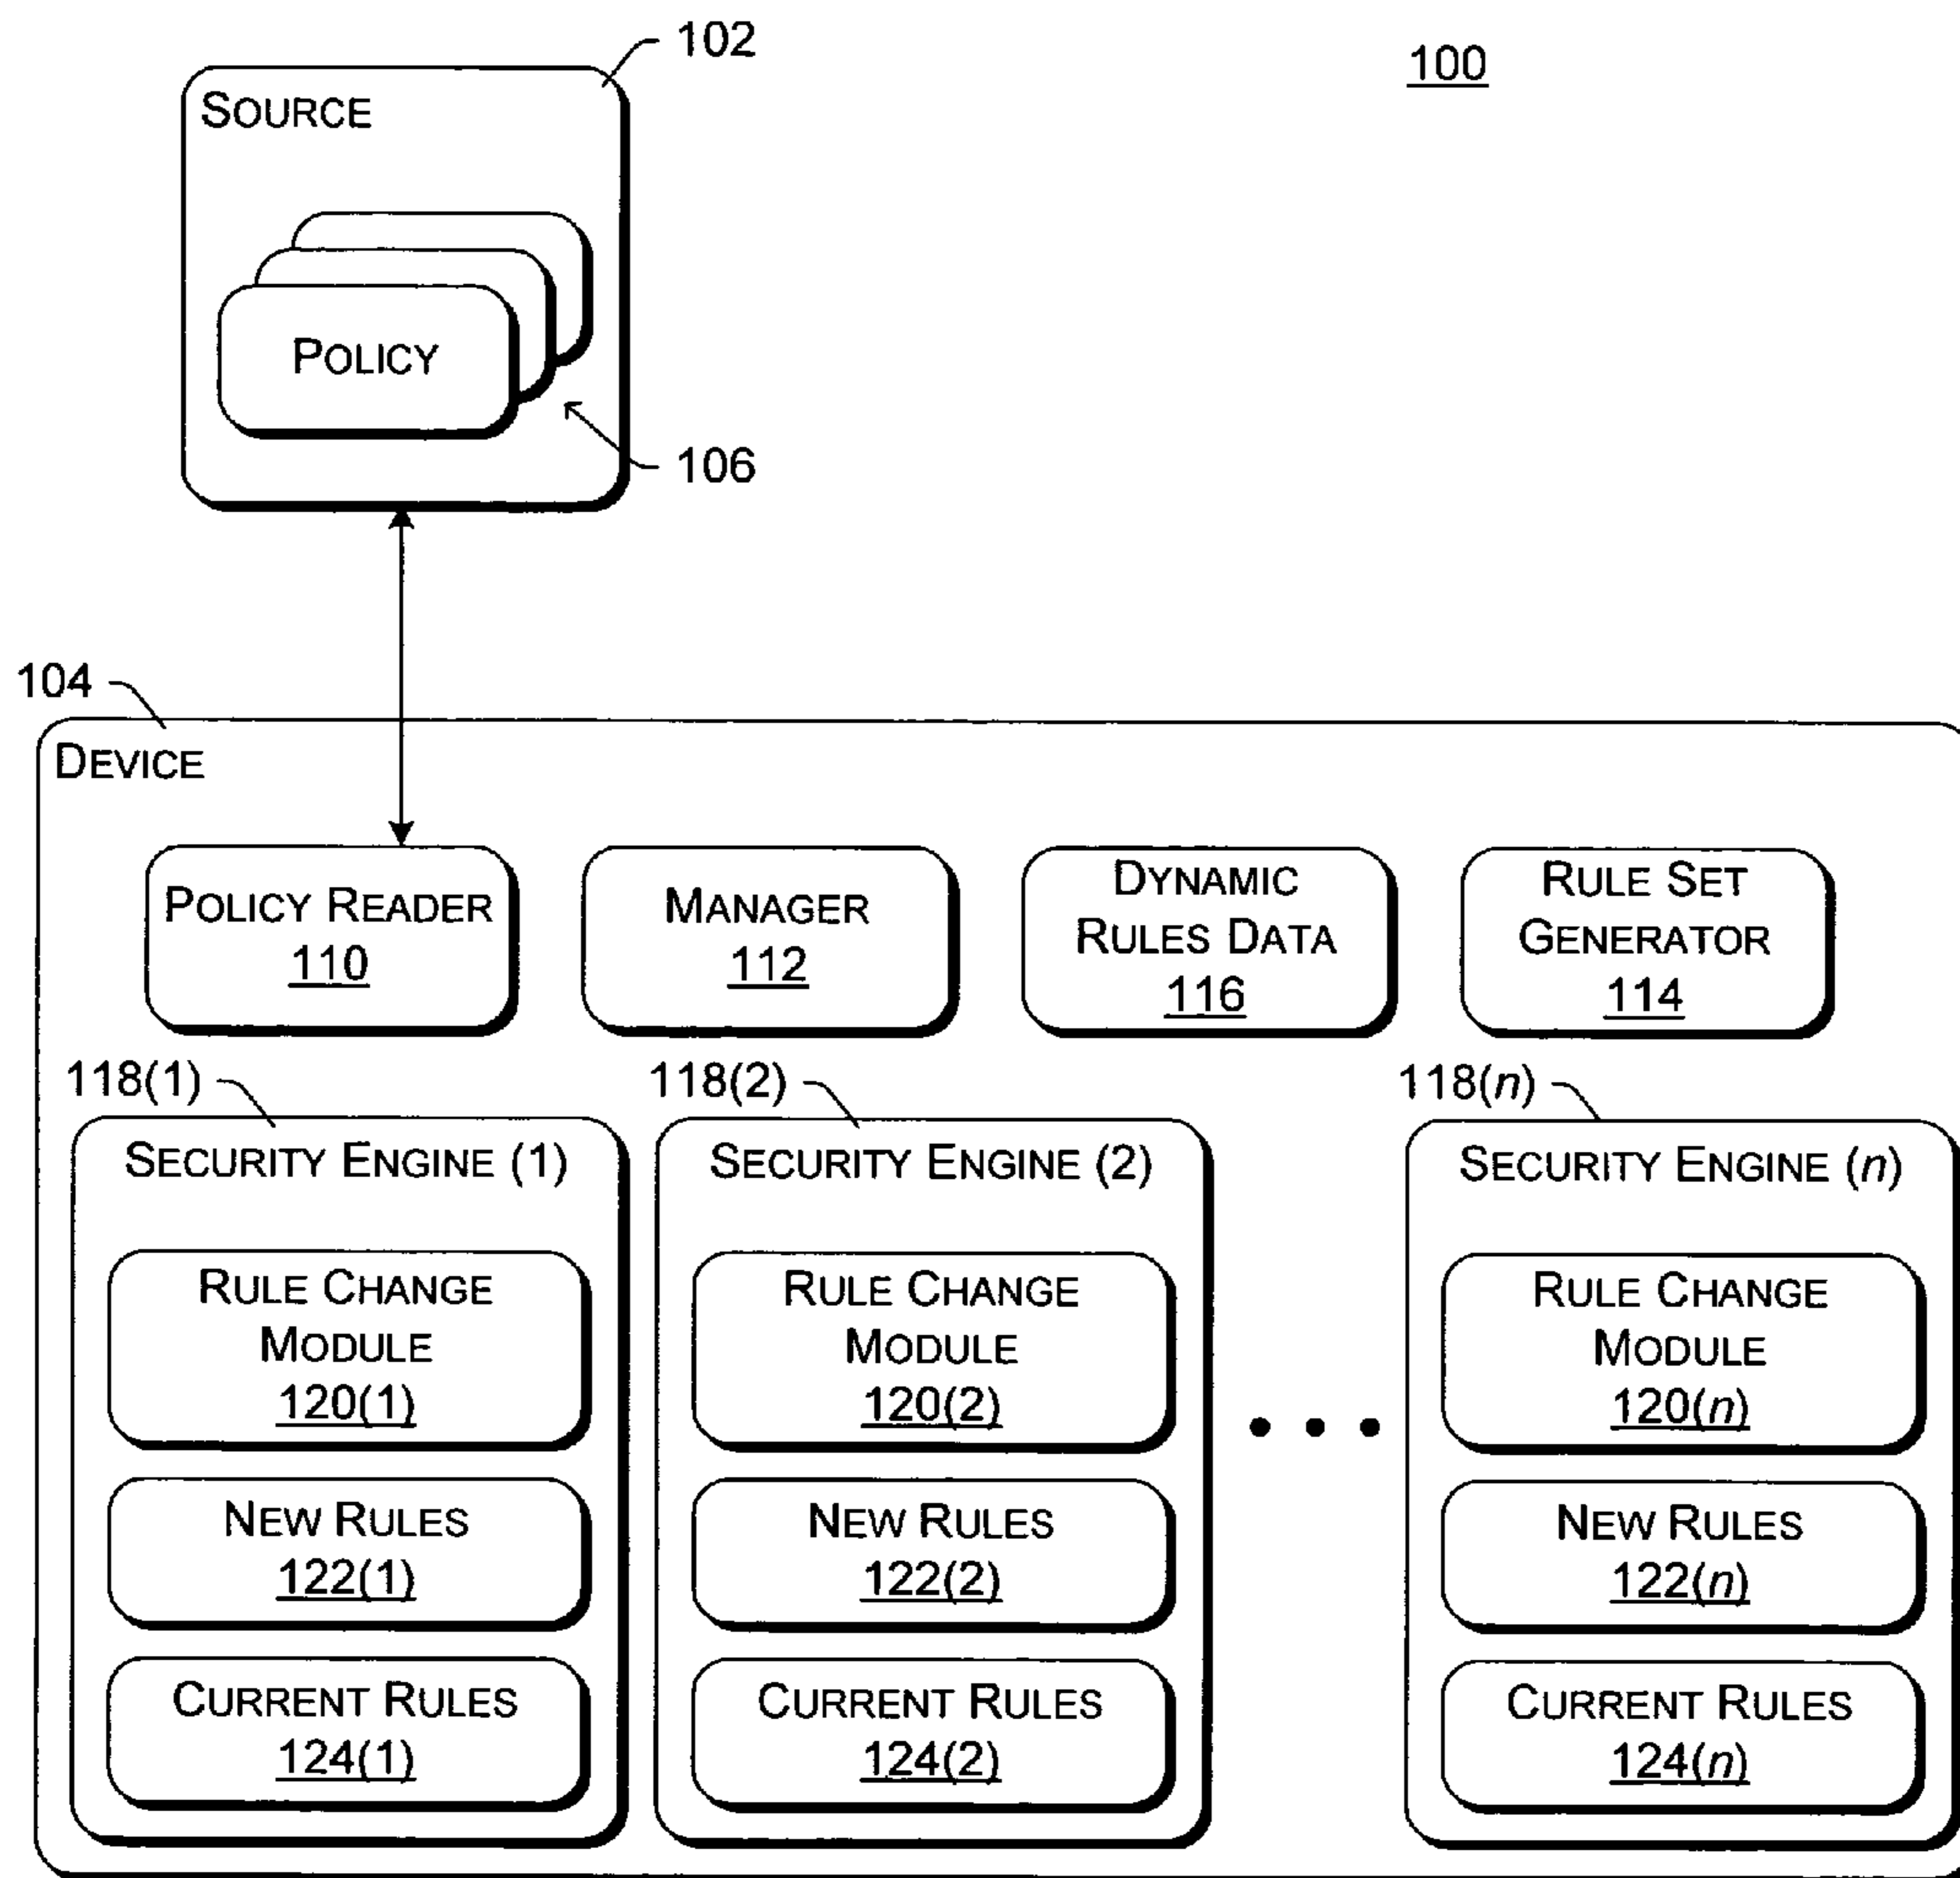 102
100
SOURCE
POLICY
106
104
DEVICE
POLICY READER
110
MANAGER
112
DYNAMIC
RULES DATA
116
RULE SET
GENERATOR
114
118(1)
118(2)
118(n)
SECURITY ENGINE (1)
RULE CHANGE
MODULE
120(1)
NEW RULES
122(1)
CURRENT RULES
124(1)
SECURITY ENGINE (2)
RULE CHANGE
MODULE
120(2)
NEW RULES
122(2)
CURRENT RULES
124(2)
• • •
SECURITY ENGINE (n)
RULE CHANGE
MODULE
120(n)
NEW RULES
122(n)
CURRENT RULES
124(n)